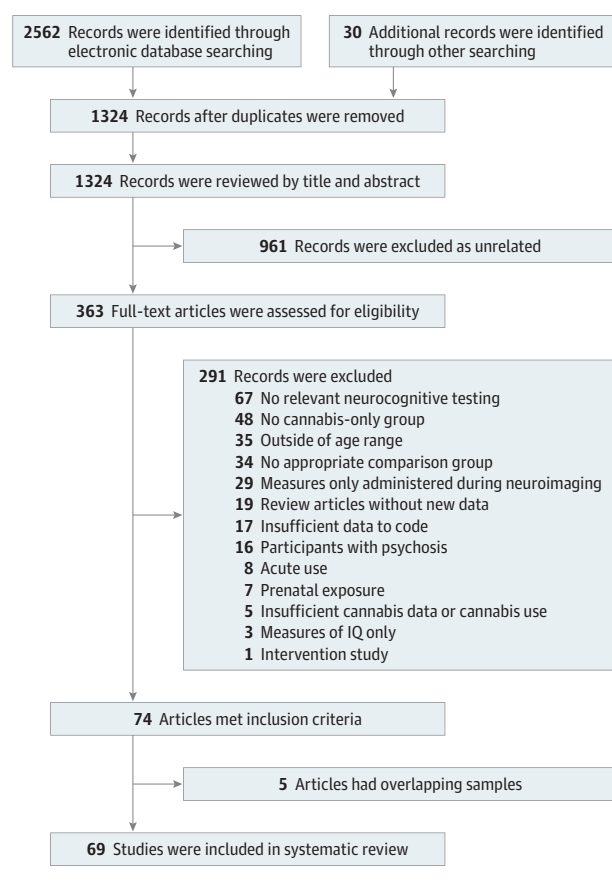 2562 Records were identified through
electronic database searching
30 Additional records were identified
through other searching
1324 Records after duplicates were removed
1324 Records were reviewed by title and abstract
961 Records were excluded as unrelated
363 Full-text articles were assessed for eligibility
291 Records were excluded
67 No relevant neurocognitive testing
48 No cannabis-only group
35 Outside of age range
34 No appropriate comparison group
29 Measures only administered during neuroimaging
19 Review articles without new data
17 Insufficient data to code
16 Participants with psychosis
8 Acute use
7 Prenatal exposure
5 Insufficient cannabis data or cannabis use
3 Measures of IQ only
1 Intervention study
74 Articles met inclusion criteria
5 Articles had overlapping samples
69 Studies were included in systematic review